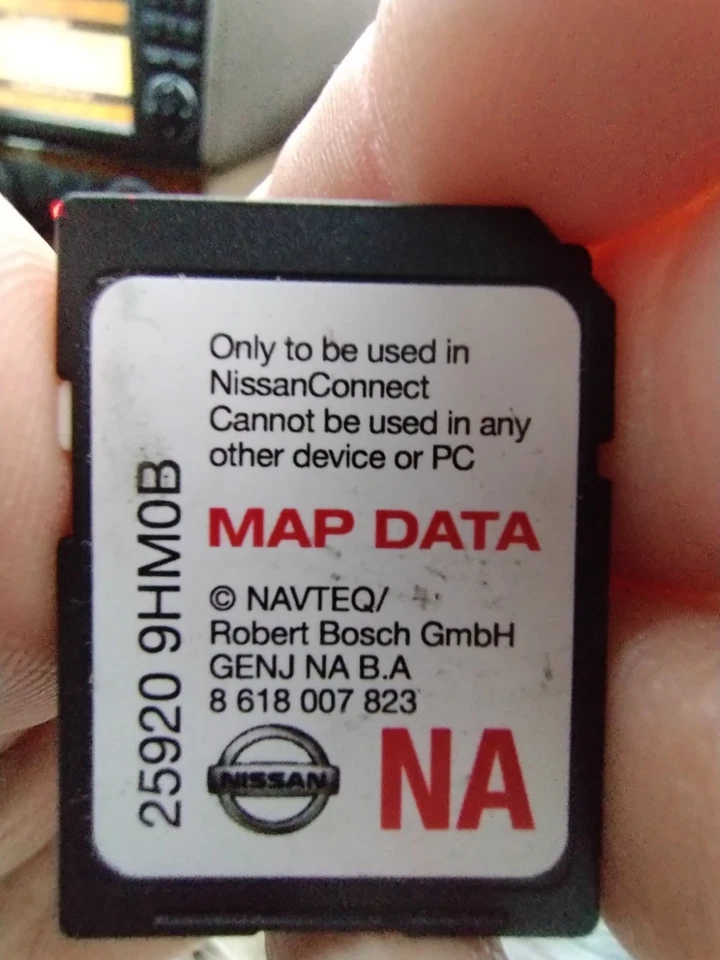 Only to be used in
NissanConnect
Cannot be used in any
other device or PC
MAP DATA
© NAVTEQ/
Robert Bosch GmbH
GENJ NA B.A
8 618 007 823
25920 9HM0B
NISSAN
NA